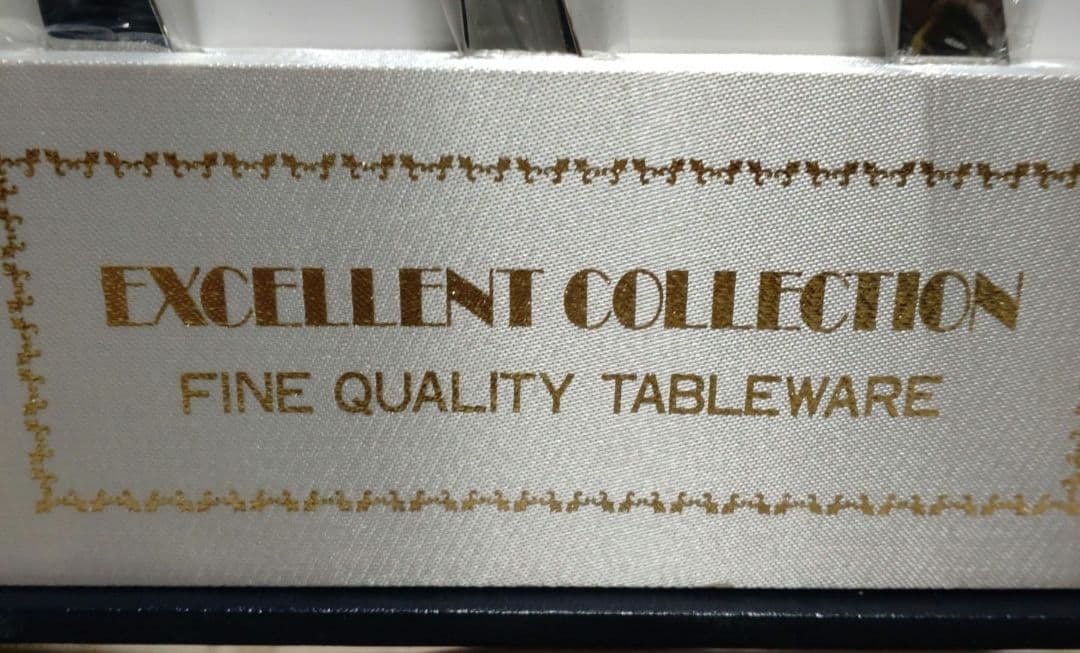 EXCELLENT COLLECTION
FINE QUALITY TABLEWARE